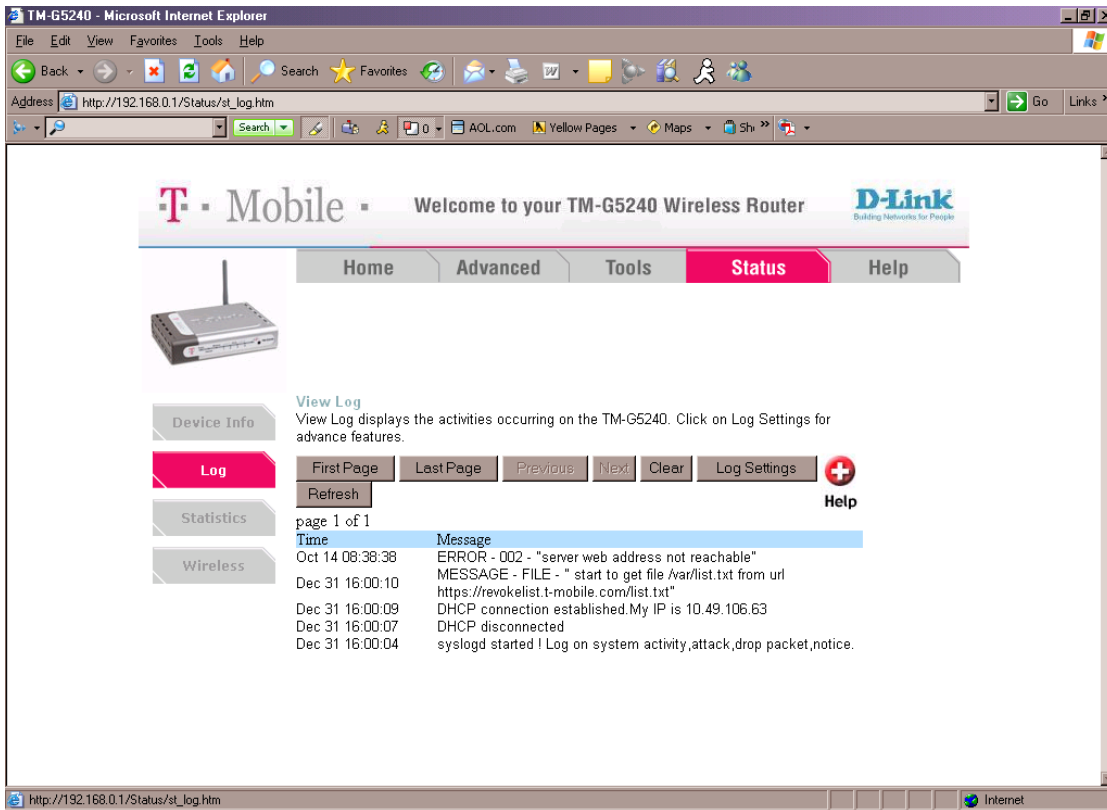 TM-G5240 - Microsoft Internet Explorer
File Edit View Favorites Tools Help
Back Search Favorites
Address http://192.168.0.1/Status/st_log.htm Go Links
Search 0 AOL.com Yellow Pages Maps Sh
T · Mobile · Welcome to your TM-G5240 Wireless Router D-Link
Building Networks for People
Home Advanced Tools Status Help
View Log
View Log displays the activities occurring on the TM-G5240. Click on Log Settings for
advance features.
Device Info
Log
Statistics
Wireless
First Page Last Page Previous Next Clear Log Settings
Refresh
Help
page 1 of 1
Time Message
Oct 14 08:38:38 ERROR - 002 - "server web address not reachable"
Dec 31 16:00:10 MESSAGE - FILE - " start to get file /var/list.txt from url
https://revokelist.t-mobile.com/list.txt"
Dec 31 16:00:09 DHCP connection established.My IP is 10.49.106.63
Dec 31 16:00:07 DHCP disconnected
Dec 31 16:00:04 syslogd started ! Log on system activity,attack,drop packet,notice.
http://192.168.0.1/Status/st_log.htm Internet